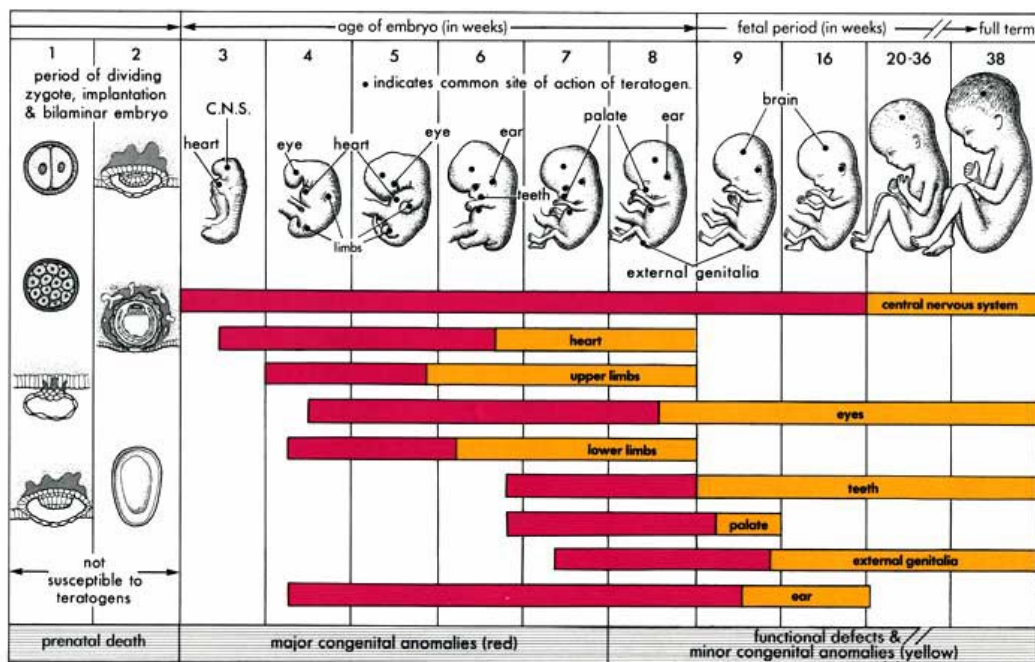 age of embryo (in weeks)
fetal period (in weeks)
full term
1
2
3
4
5
6
7
8
9
16
20-36
38
period of dividing
zygote, implantation
& bilaminar embryo
• indicates common site of action of teratogen.
C.N.S.
heart
eye
heart
limbs
eye
ear
teeth
palate
ear
external genitalia
brain
central nervous system
heart
upper limbs
eyes
lower limbs
teeth
palate
external genitalia
ear
not
susceptible to
teratogens
prenatal death
major congenital anomalies (red)
functional defects &
minor congenital anomalies (yellow)